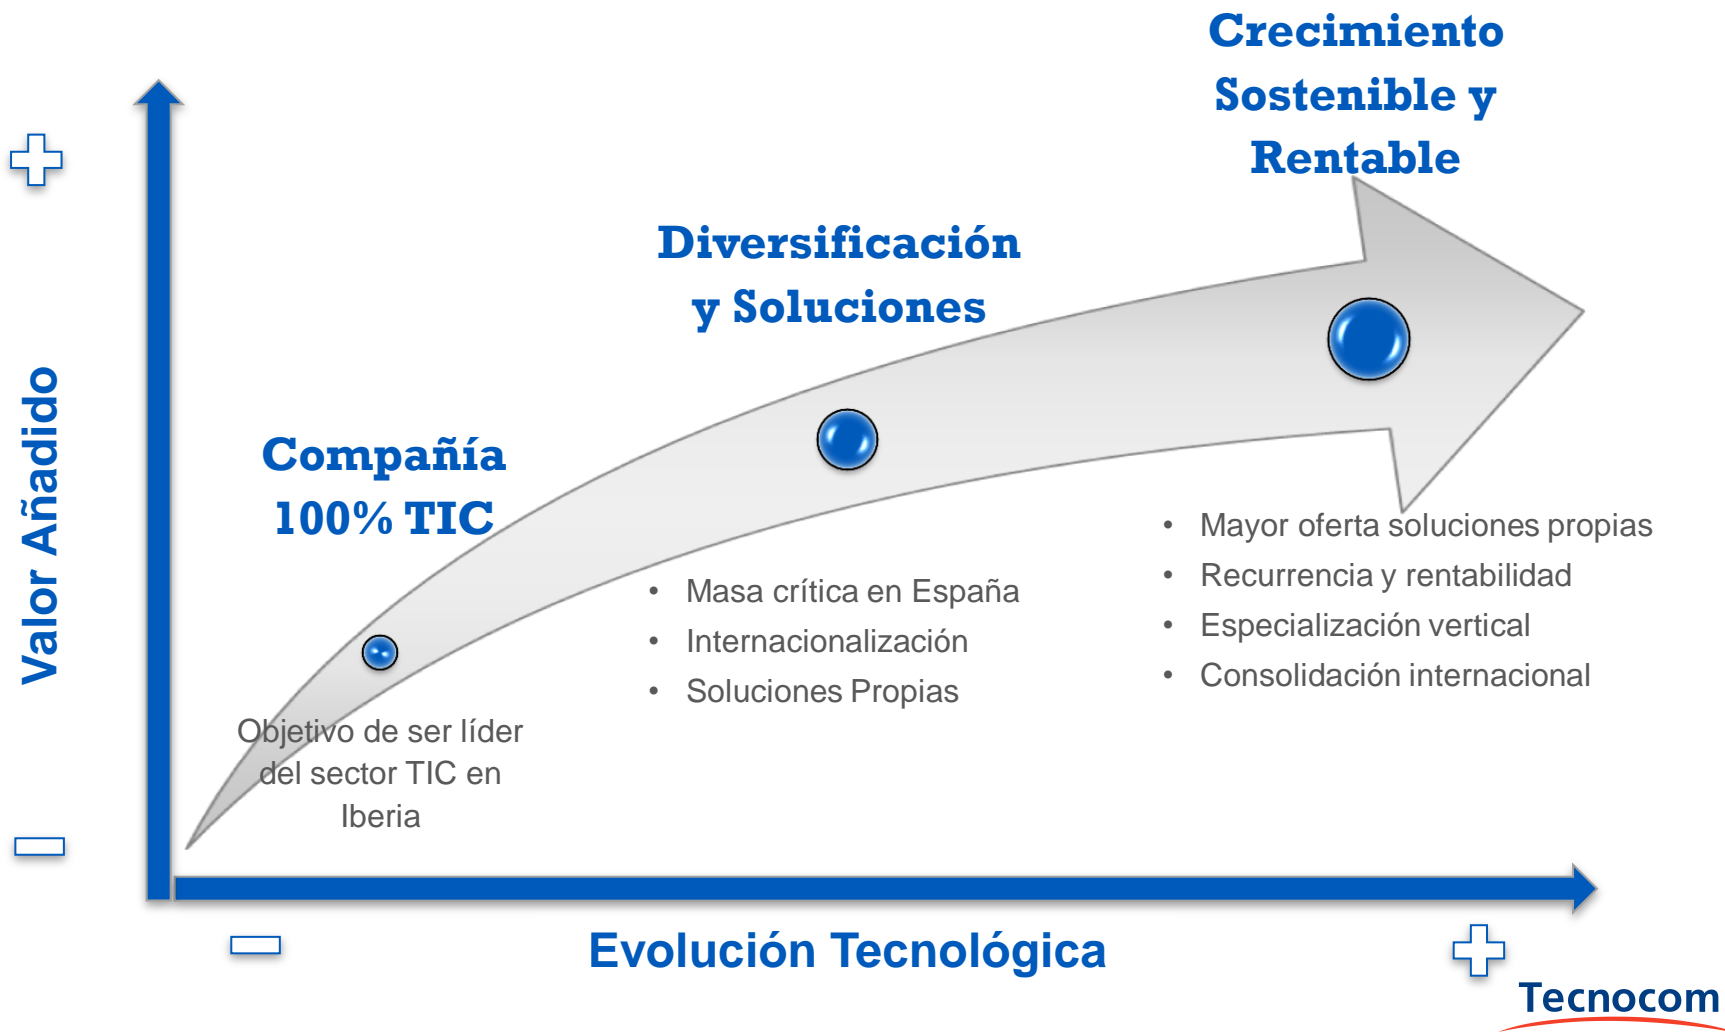 Crecimiento
Sostenible y
Rentable
Diversificación
y Soluciones
Compañía
100% TIC
Valor Añadido
• Mayor oferta soluciones propias
• Recurrencia y rentabilidad
• Especialización vertical
• Consolidación internacional
• Masa crítica en España
• Internacionalización
• Soluciones Propias
Objetivo de ser líder
del sector TIC en
Iberia
Evolución Tecnológica
Tecnocom